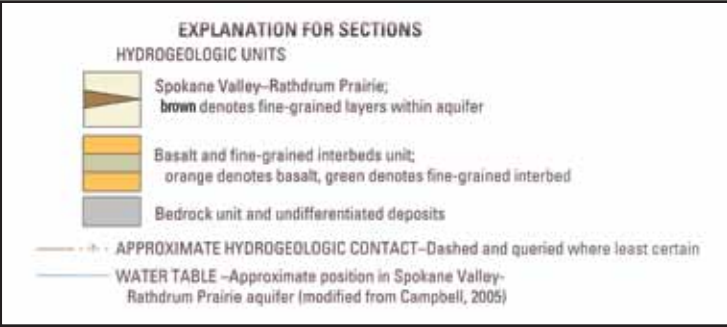 EXPLANATION FOR SECTIONS
HYDROGEOLOGIC UNITS
Spokane Valley–Rathdrum Prairie;
brown denotes fine-grained layers within aquifer
Basalt and fine-grained interbeds unit;
orange denotes basalt, green denotes fine-grained interbed
Bedrock unit and undifferentiated deposits
APPROXIMATE HYDROGEOLOGIC CONTACT–Dashed and queried where least certain
WATER TABLE –Approximate position in Spokane Valley-
Rathdrum Prairie aquifer (modified from Campbell, 2005)